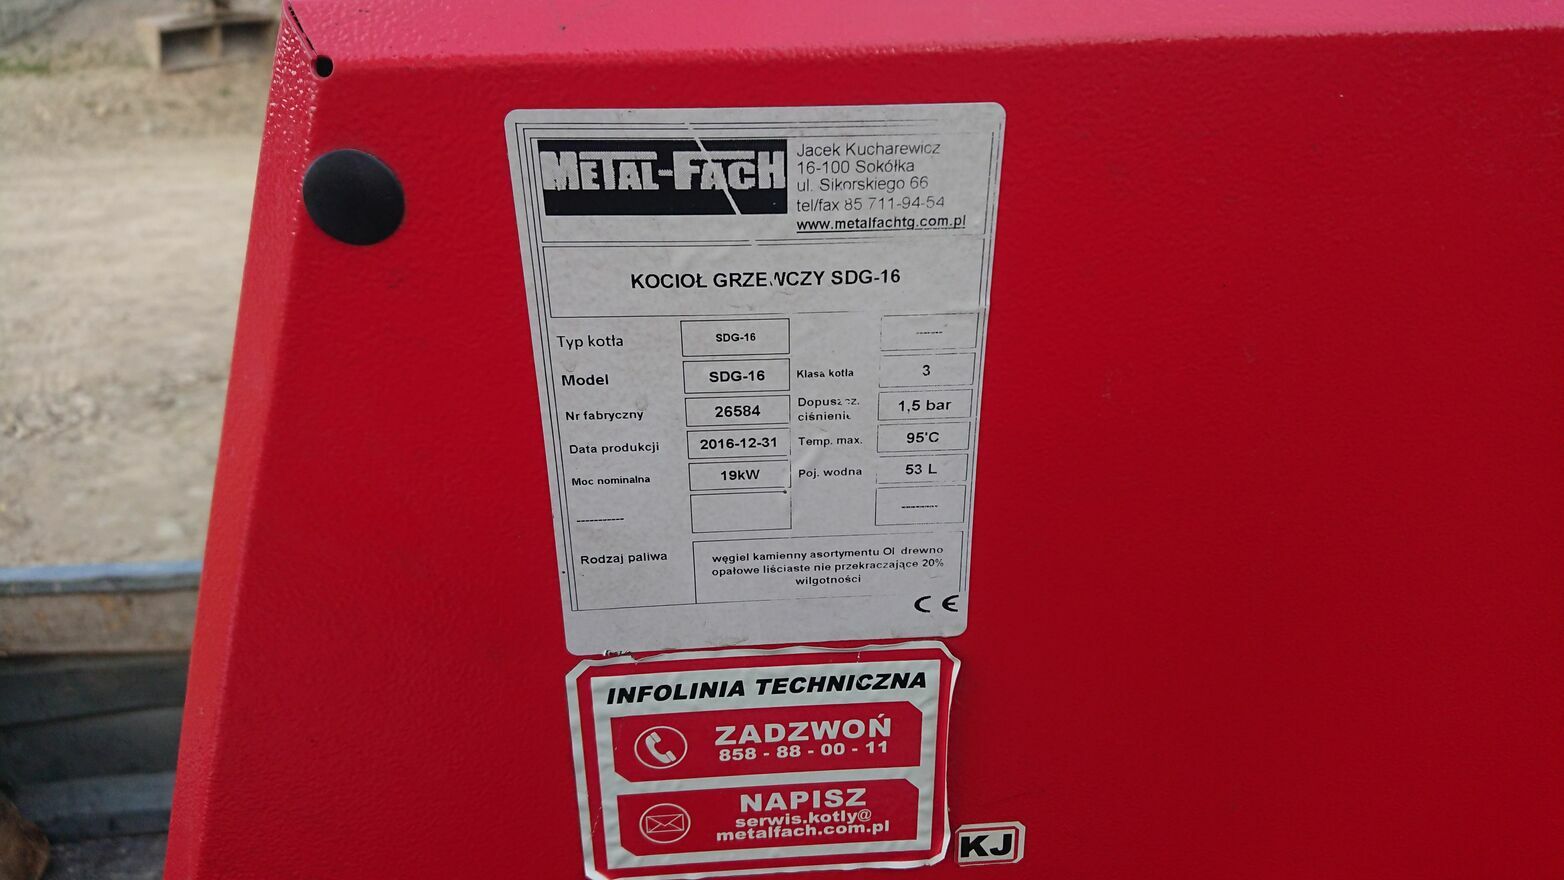 METAL-FACH
Jacek Kucharewicz
16-100 Sokółka
ul. Sikorskiego 66
tel/fax 85 711-94-54
www.metalfachtg.com.pl
KOCIOŁ GRZEWCZY SDG-16
Typ kotła SDG-16 ------
Model SDG-16 Klasa kotła 3
Nr fabryczny 26584 Dopuszcz. ciśnienie 1,5 bar
Data produkcji 2016-12-31 Temp. max. 95'C
Moc nominalna 19kW Poj. wodna 53 L
----------- --------
Rodzaj paliwa
węgiel kamienny asortymentu OI drewno
opałowe liściaste nie przekraczające 20%
wilgotności
CE
INFOLINIA TECHNICZNA
ZADZWOŃ
858 - 88 - 00 - 11
NAPISZ
serwis.kotly@
metalfach.com.pl
KJ